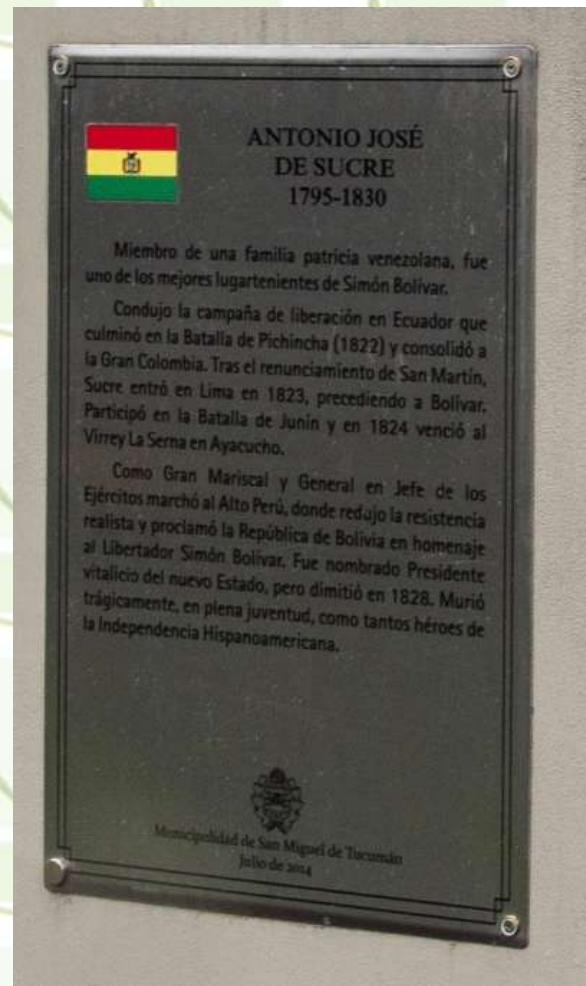 ANTONIO JOSÉ
DE SUCRE
1795-1830
Miembro de una familia patricia venezolana, fue
uno de los mejores lugartenientes de Simón Bolívar.
Condujo la campaña de liberación en Ecuador que
culminó en la Batalla de Pichincha (1822) y consolidó a
la Gran Colombia. Tras el renunciamiento de San Martín,
Sucre entró en Lima en 1823, precediendo a Bolívar.
Participó en la Batalla de Junín y en 1824 venció al
Virrey La Serna en Ayacucho.
Como Gran Mariscal y General en Jefe de los
Ejércitos marchó al Alto Perú, donde redujo la resistencia
realista y proclamó la República de Bolivia en homenaje
al Libertador Simón Bolívar. Fue nombrado Presidente
vitalicio del nuevo Estado, pero dimitió en 1828. Murió
trágicamente, en plena juventud, como tantos héroes de
la Independencia Hispanoamericana.
Municipalidad de San Miguel de Tucumán
Julio de 2014